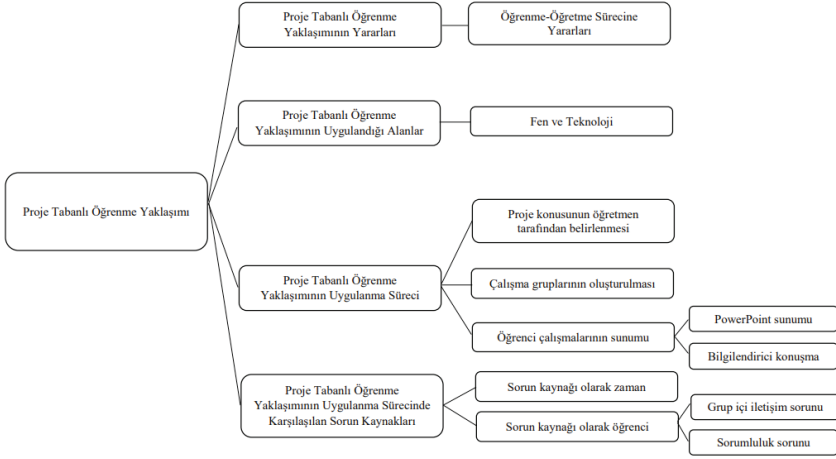 Proje Tabanlı Öğrenme Yaklaşımı
Proje Tabanlı Öğrenme
Yaklaşımının Yararları
Öğrenme-Öğretme Sürecine
Yararları
Proje Tabanlı Öğrenme
Yaklaşımının Uygulandığı Alanlar
Fen ve Teknoloji
Proje Tabanlı Öğrenme
Yaklaşımının Uygulanma Süreci
Proje konusunun öğretmen
tarafından belirlenmesi
Çalışma gruplarının oluşturulması
Öğrenci çalışmalarının sunumu
PowerPoint sunumu
Bilgilendirici konuşma
Proje Tabanlı Öğrenme
Yaklaşımının Uygulanma Sürecinde
Karşılaşılan Sorun Kaynakları
Sorun kaynağı olarak zaman
Sorun kaynağı olarak öğrenci
Grup içi iletişim sorunu
Sorumluluk sorunu